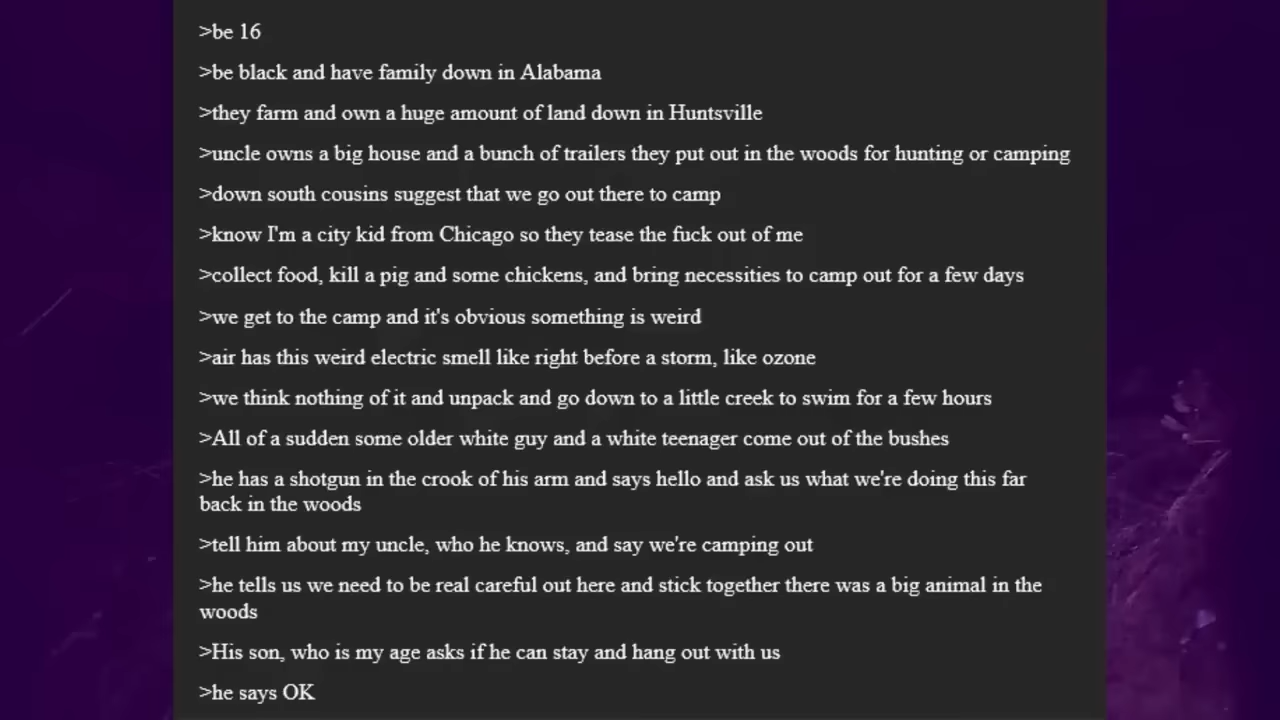 >be 16
>be black and have family down in Alabama
>they farm and own a huge amount of land down in Huntsville
>uncle owns a big house and a bunch of trailers they put out in the woods for hunting or camping
>down south cousins suggest that we go out there to camp
>know I'm a city kid from Chicago so they tease the fuck out of me
>collect food, kill a pig and some chickens, and bring necessities to camp out for a few days
>we get to the camp and it's obvious something is weird
>air has this weird electric smell like right before a storm, like ozone
>we think nothing of it and unpack and go down to a little creek to swim for a few hours
>All of a sudden some older white guy and a white teenager come out of the bushes
>he has a shotgun in the crook of his arm and says hello and ask us what we're doing this far
back in the woods
>tell him about my uncle, who he knows, and say we're camping out
>he tells us we need to be real careful out here and stick together there was a big animal in the
woods
>His son, who is my age asks if he can stay and hang out with us
>he says OK